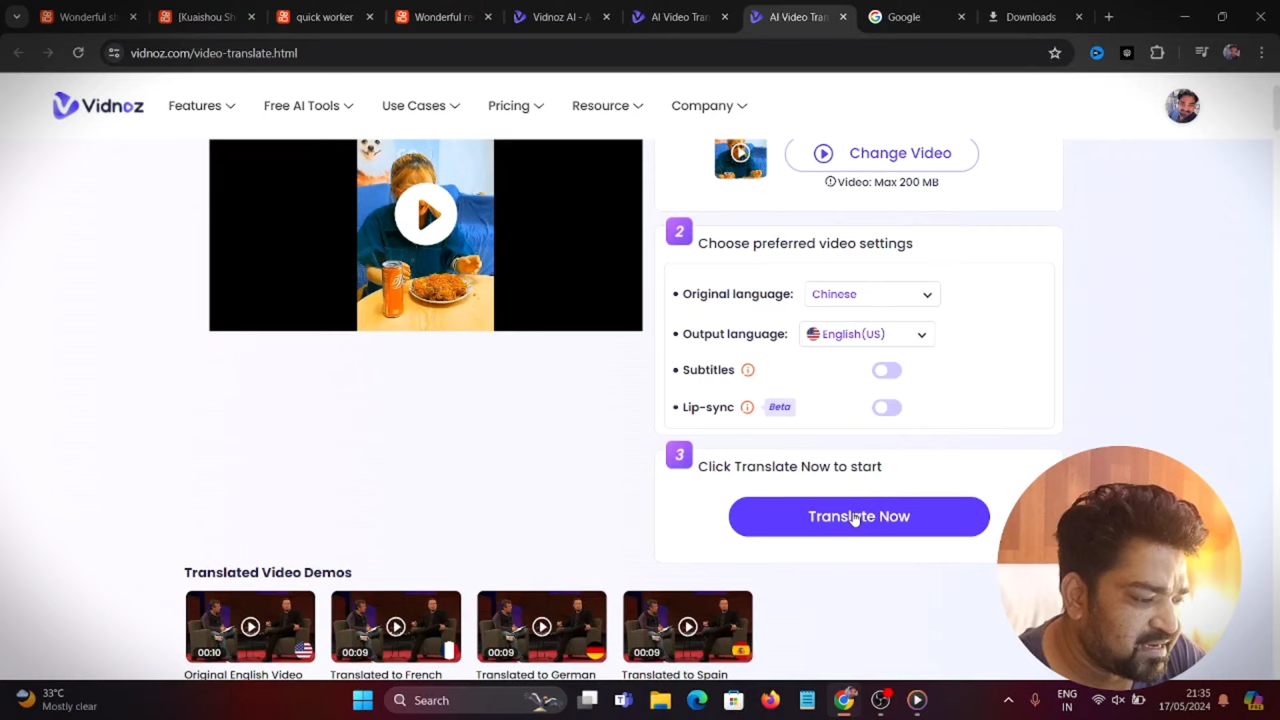 Wonderful sh
[Kuaishou Sh
quick worker
Wonderful re
Vidnoz AI - A
AI Video Tran
AI Video Tran
Google
Downloads
vidnoz.com/video-translate.html
Vidnoz
Features
Free AI Tools
Use Cases
Pricing
Resource
Company
Change Video
Video: Max 200 MB
2
Choose preferred video settings
• Original language:
Chinese
• Output language:
English(US)
• Subtitles
• Lip-sync
Beta
3
Click Translate Now to start
Translate Now
Translated Video Demos
00:10
00:09
00:09
00:09
Original English Video
Translated to French
Translated to German
Translated to Spain
33°C
Mostly clear
Search
ENG
IN
21:35
17/05/2024